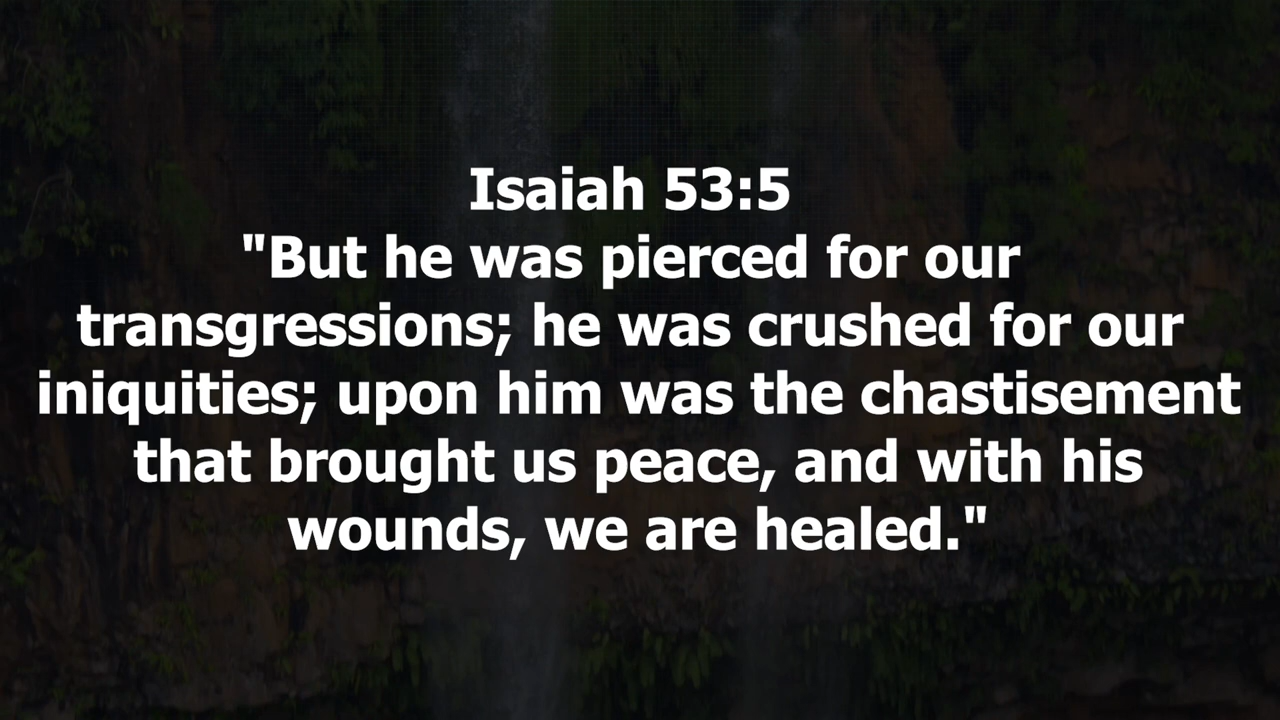 Isaiah 53:5
"But he was pierced for our
transgressions; he was crushed for our
iniquities; upon him was the chastisement
that brought us peace, and with his
wounds, we are healed."